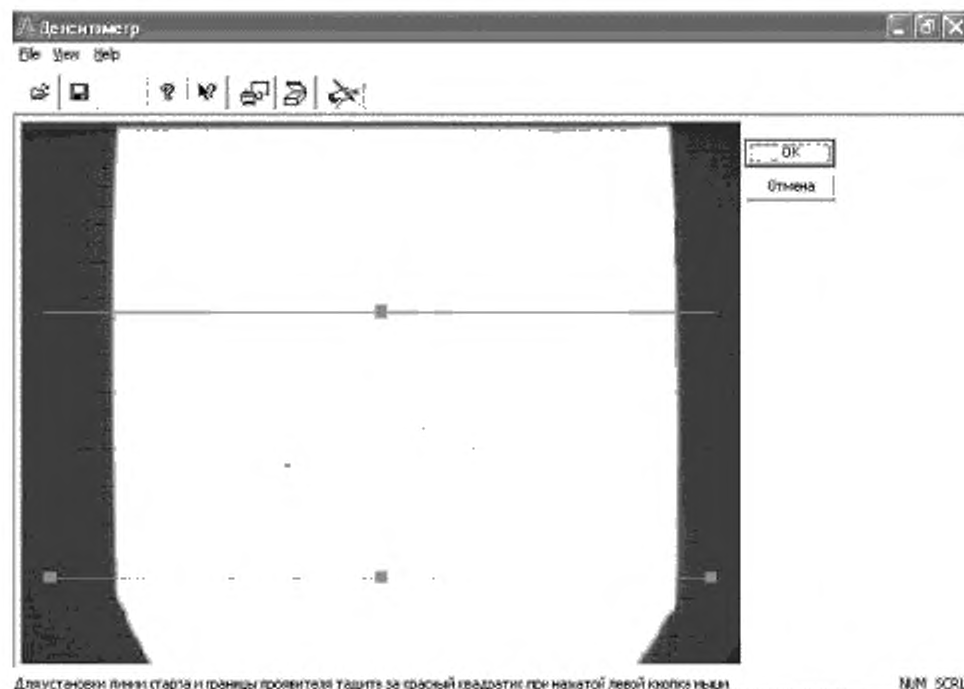 Денситометр
File View Help
OK
Отмена
Для установки линии старта и границы проявителя тащить за красный квадратик при нажатой левой кнопке мыши
NUM SCRL